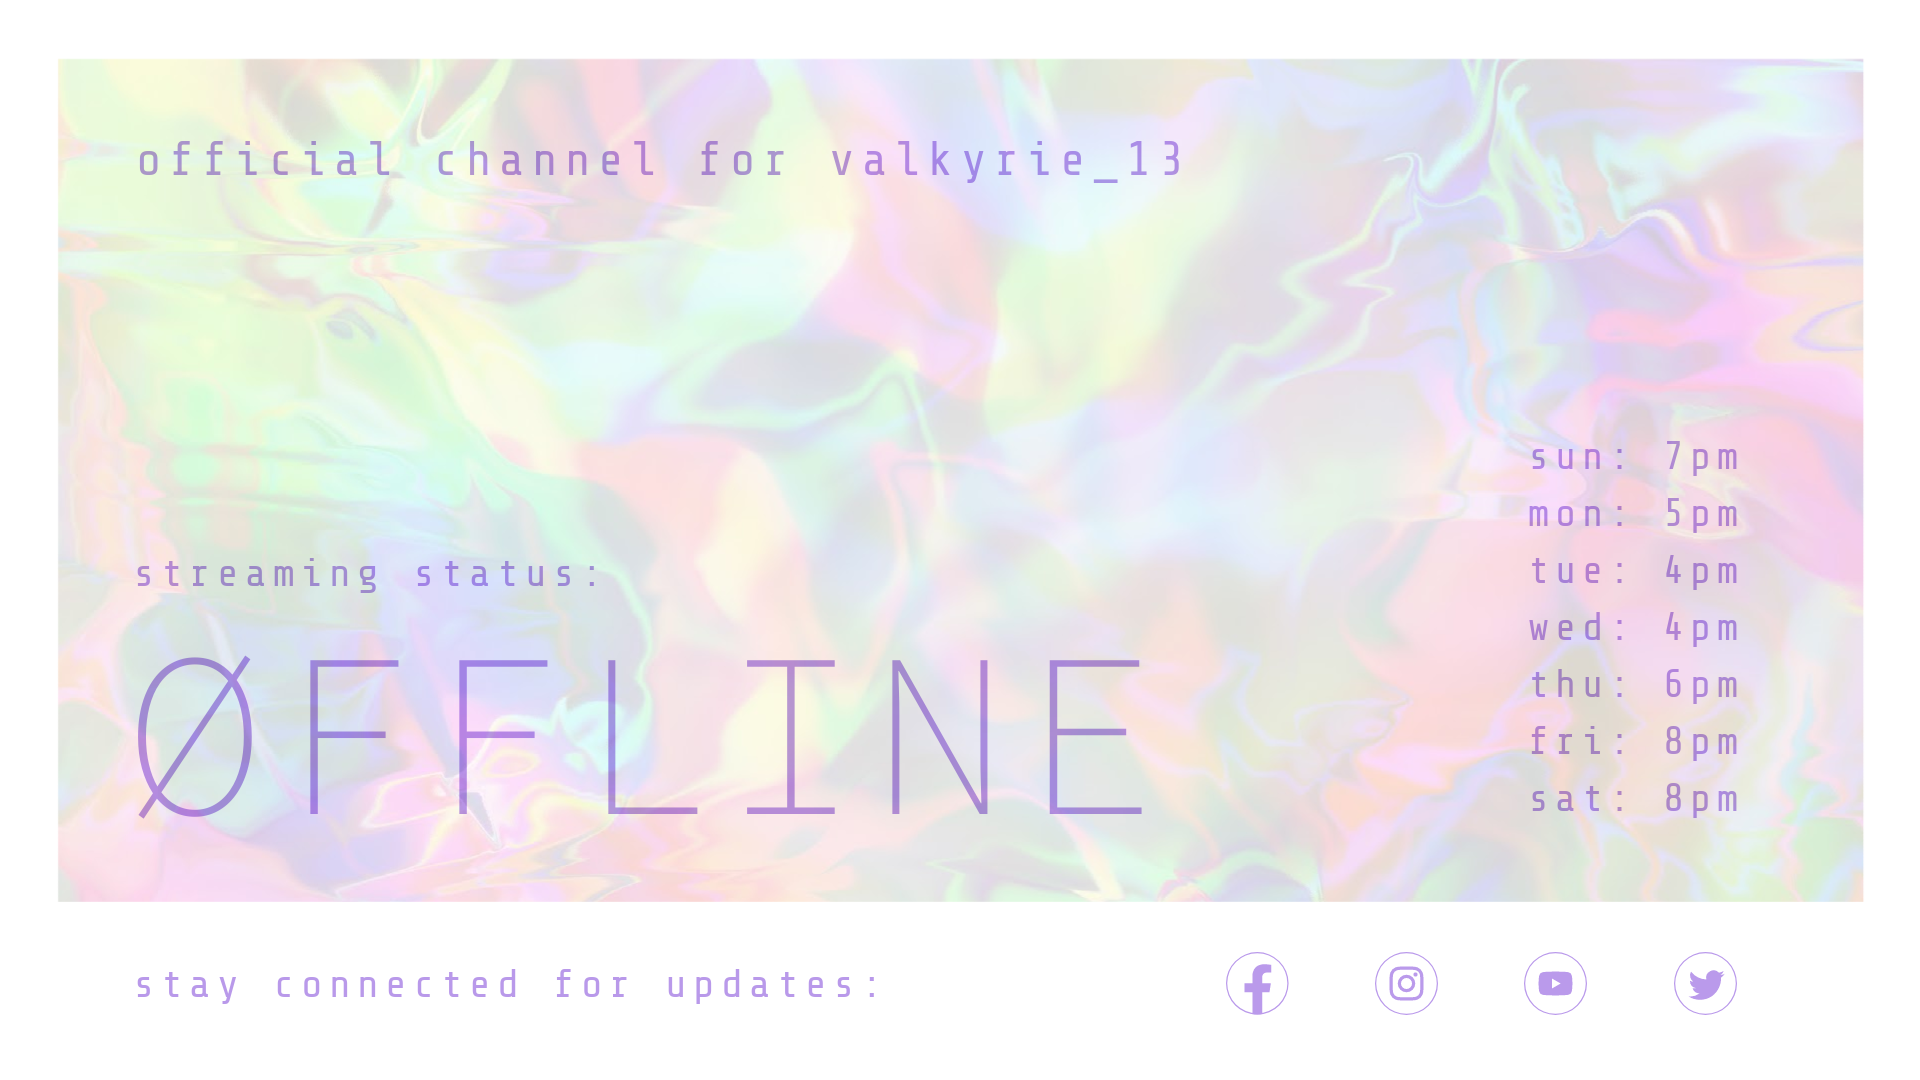 official channel for valkyrie_13
streaming status:
ØFFLINE
sun: 7pm
mon: 5pm
tue: 4pm
wed: 4pm
thu: 6pm
fri: 8pm
sat: 8pm
stay connected for updates: